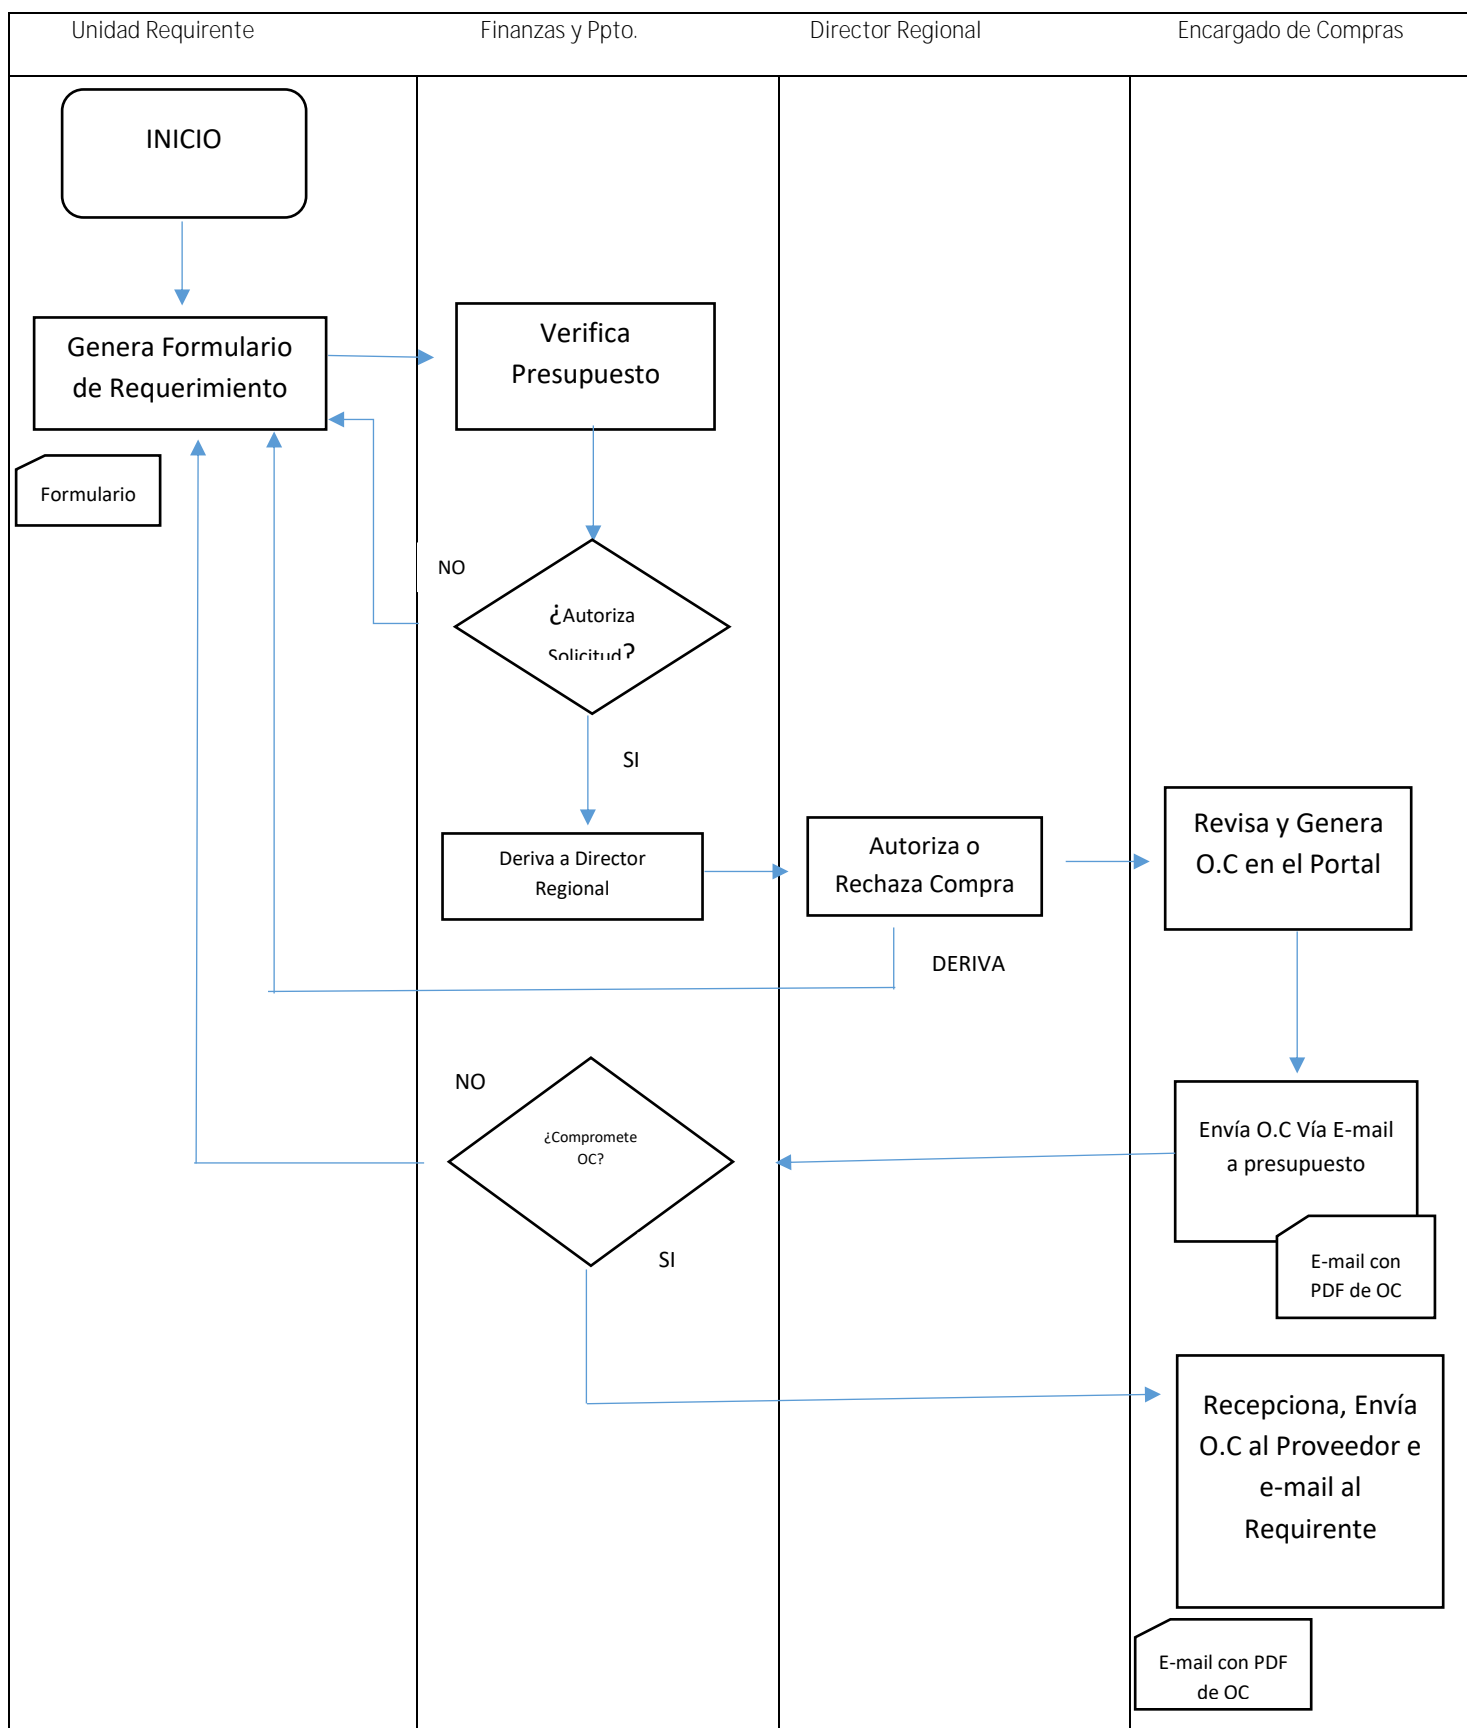 Unidad Requirente
Finanzas y Ppto.
Director Regional
Encargado de Compras
INICIO
Genera Formulario
de Requerimiento
Verifica
Presupuesto
Formulario
NO
¿Autoriza
Solicitud?
SI
Deriva a Director
Regional
Autoriza o
Rechaza Compra
Revisa y Genera
O.C en el Portal
DERIVA
NO
¿Compromete
OC?
SI
Envía O.C Vía E-mail
a presupuesto
E-mail con
PDF de OC
Recepciona, Envía
O.C al Proveedor e
e-mail al
Requirente
E-mail con PDF
de OC